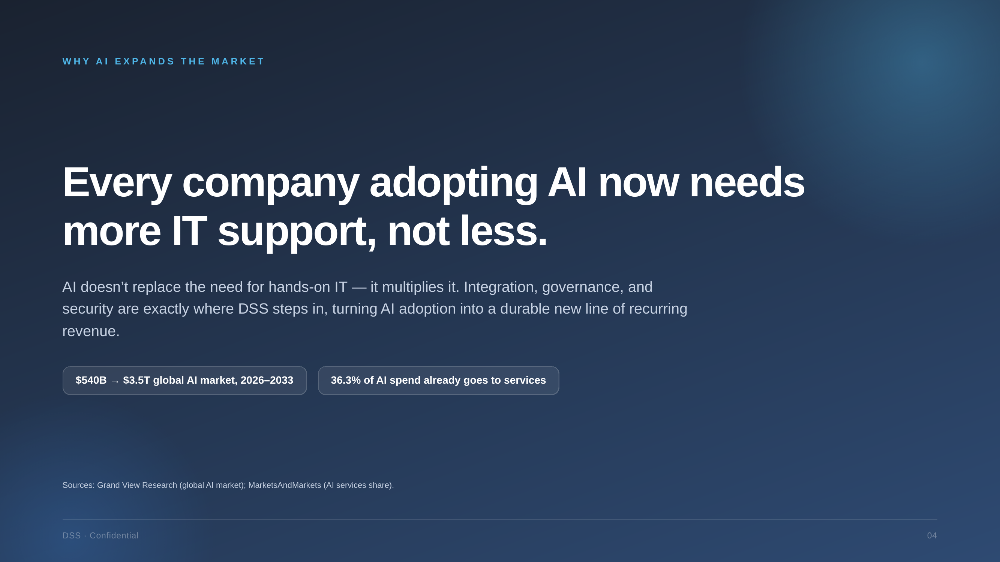 WHY AI EXPANDS THE MARKET
Every company adopting AI now needs
more IT support, not less.
AI doesn’t replace the need for hands-on IT — it multiplies it. Integration, governance, and
security are exactly where DSS steps in, turning AI adoption into a durable new line of recurring
revenue.
$540B → $3.5T global AI market, 2026–2033
36.3% of AI spend already goes to services
Sources: Grand View Research (global AI market); MarketsAndMarkets (AI services share).
DSS · Confidential
04